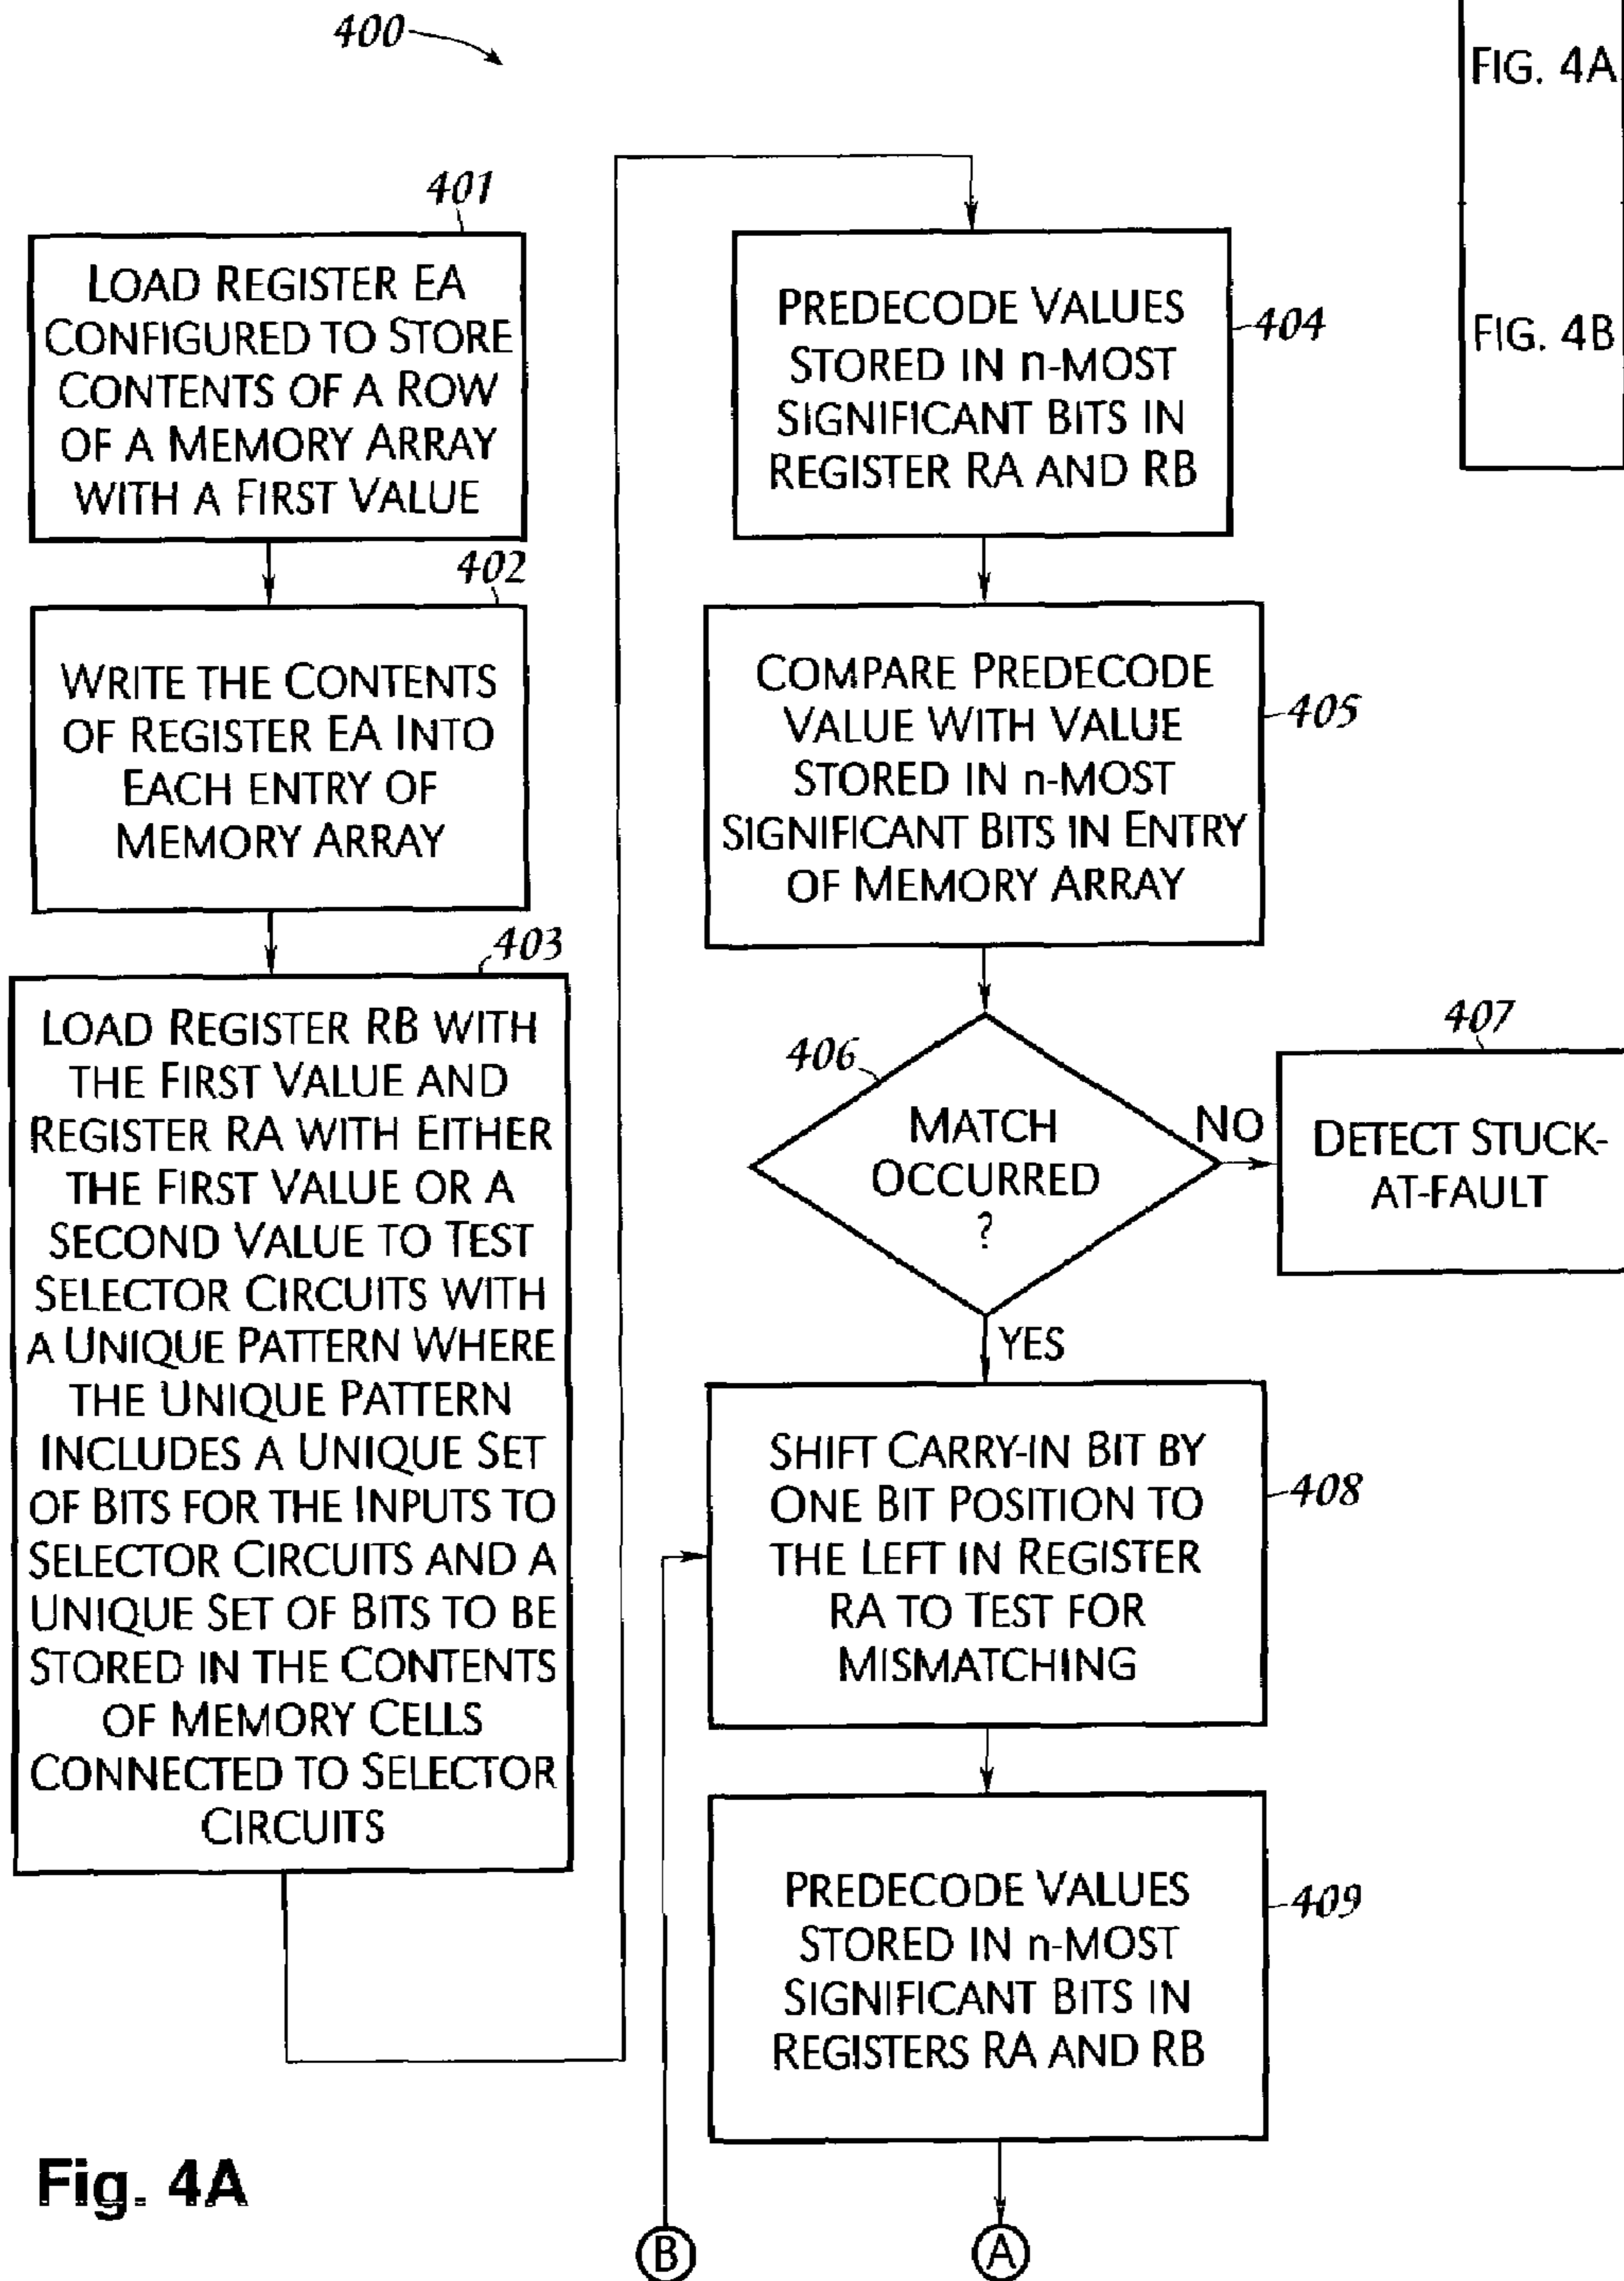 400
FIG. 4A
FIG. 4B
401
LOAD REGISTER EA
CONFIGURED TO STORE
CONTENTS OF A ROW
OF A MEMORY ARRAY
WITH A FIRST VALUE
402
WRITE THE CONTENTS
OF REGISTER EA INTO
EACH ENTRY OF
MEMORY ARRAY
403
LOAD REGISTER RB WITH
THE FIRST VALUE AND
REGISTER RA WITH EITHER
THE FIRST VALUE OR A
SECOND VALUE TO TEST
SELECTOR CIRCUITS WITH
A UNIQUE PATTERN WHERE
THE UNIQUE PATTERN
INCLUDES A UNIQUE SET
OF BITS FOR THE INPUTS TO
SELECTOR CIRCUITS AND A
UNIQUE SET OF BITS TO BE
STORED IN THE CONTENTS
OF MEMORY CELLS
CONNECTED TO SELECTOR
CIRCUITS
PREDECODE VALUES
STORED IN n-MOST
SIGNIFICANT BITS IN
REGISTER RA AND RB
404
COMPARE PREDECODE
VALUE WITH VALUE
STORED IN n-MOST
SIGNIFICANT BITS IN ENTRY
OF MEMORY ARRAY
405
406
MATCH
OCCURRED
?
NO
407
DETECT STUCK-
AT-FAULT
YES
SHIFT CARRY-IN BIT BY
ONE BIT POSITION TO
THE LEFT IN REGISTER
RA TO TEST FOR
MISMATCHING
408
PREDECODE VALUES
STORED IN n-MOST
SIGNIFICANT BITS IN
REGISTERS RA AND RB
409
Fig. 4A
B
A